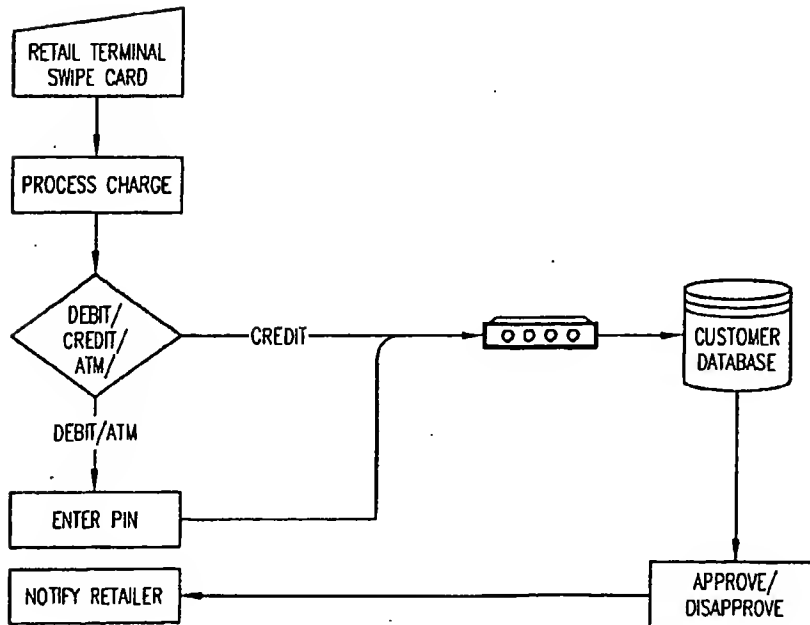 RETAIL TERMINAL
SWIPE CARD
PROCESS CHARGE
DEBIT/
CREDIT/
ATM/
CREDIT
CUSTOMER
DATABASE
DEBIT/ATM
ENTER PIN
NOTIFY RETAILER
APPROVE/
DISAPPROVE